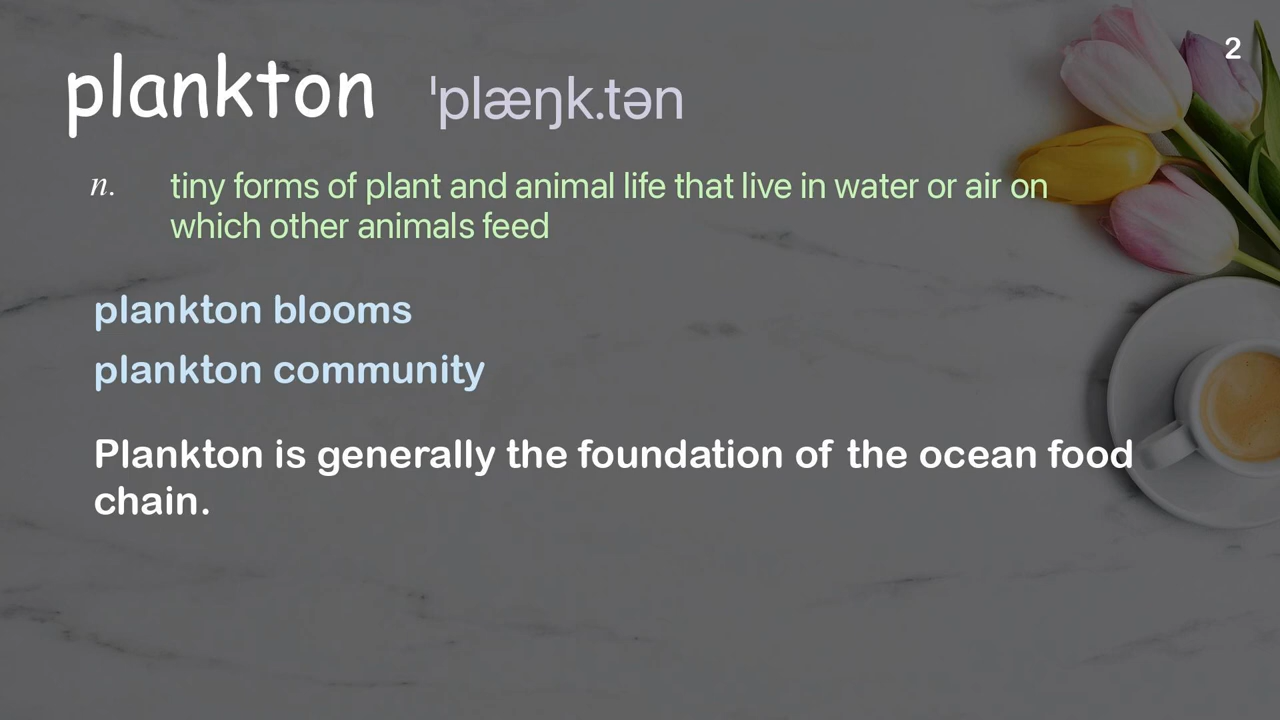 2
plankton ˈplæŋk.tən
n. tiny forms of plant and animal life that live in water or air on
which other animals feed
plankton blooms
plankton community
Plankton is generally the foundation of the ocean food
chain.